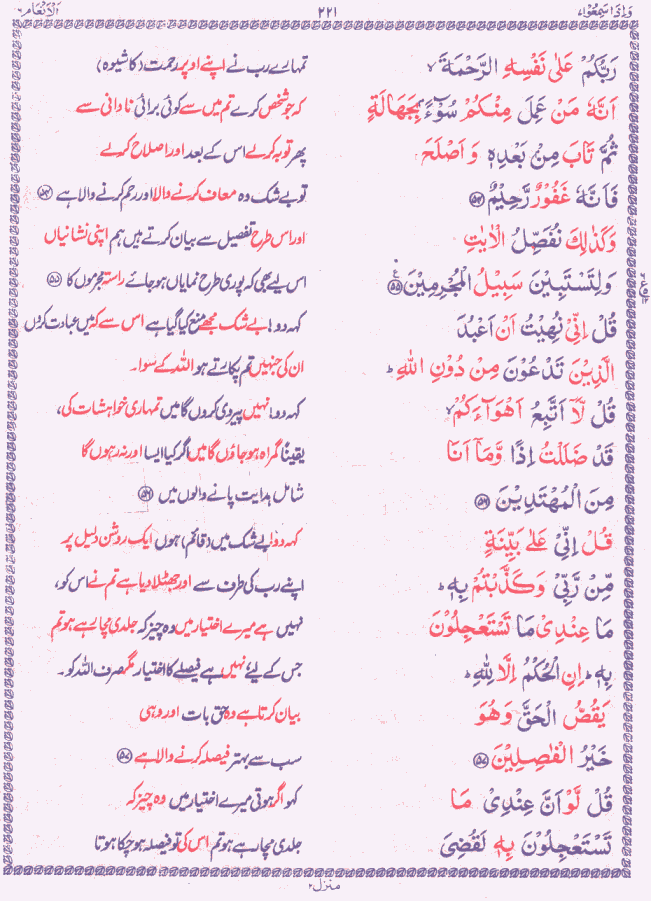 وَاِذَا سَمِعُوْا، ٢٢١ اَلْاَنْعَام ٦
رَبُّكُمْ عَلٰى نَفْسِهِ الرَّحْمَةَ ۙ تمہارے رب نے اپنے اوپر رحمت (کا شیوہ)
اَنَّهٗ مَنْ عَمِلَ مِنْكُمْ سُوْٓءًۢا بِجَهَالَةٍ کہ جو شخص کرے تم میں سے کوئی برائی نادانی سے
ثُمَّ تَابَ مِنْۢ بَعْدِهٖ وَاَصْلَحَ پھر توبہ کرلے اس کے بعد اور اصلاح کرلے
فَاَنَّهٗ غَفُوْرٌ رَّحِيْمٌ ﴿۵۴﴾ تو بے شک وہ معاف کرنے والا اور رحم کرنے والا ہے ﴿۵۴﴾
وَكَذٰلِكَ نُفَصِّلُ الْاٰيٰتِ اور اس طرح تفصیل سے بیان کرتے ہیں ہم اپنی نشانیاں
وَلِتَسْتَبِيْنَ سَبِيْلُ الْمُجْرِمِيْنَ ﴿۵۵﴾ اس لیے بھی کہ پوری طرح نمایاں ہوجائے راستہ مجرموں کا ﴿۵۵﴾
قُلْ اِنِّىْ نُهِيْتُ اَنْ اَعْبُدَ کہہ دو! بے شک مجھے منع کیا گیا ہے اس سے کہ میں عبادت کروں
الَّذِيْنَ تَدْعُوْنَ مِنْ دُوْنِ اللّٰهِ ؕ ان کی جنہیں تم پکارتے ہو اللہ کے سوا۔
قُلْ لَّآ اَتَّبِعُ اَهْوَآءَكُمْ ۙ کہہ دو! نہیں پیروی کروں گا میں تمہاری خواہشات کی،
قَدْ ضَلَلْتُ اِذًا وَّمَآ اَنَا یقیناً گمراہ ہوجاؤں گا میں اگر کیا ایسا اور نہ رہوں گا
مِنَ الْمُهْتَدِيْنَ ﴿۵۶﴾ شامل ہدایت پانے والوں میں ﴿۵۶﴾
قُلْ اِنِّىْ عَلٰى بَيِّنَةٍ کہہ دو! بے شک میں (قائم) ہوں ایک روشن دلیل پر
مِّنْ رَّبِّىْ وَكَذَّبْتُمْ بِهٖ ؕ اپنے رب کی طرف سے اور جھٹلا دیا ہے تم نے اس کو،
مَا عِنْدِىْ مَا تَسْتَعْجِلُوْنَ نہیں ہے میرے اختیار میں وہ چیز کہ جلدی مچا رہے ہو تم
بِهٖ ؕ اِنِ الْحُكْمُ اِلَّا لِلّٰهِ ؕ جس کے لیے، نہیں ہے فیصلے کا اختیار مگر صرف اللہ کو۔
يَقُصُّ الْحَقَّ وَهُوَ بیان کرتا ہے وہ حق بات اور وہی
خَيْرُ الْفٰصِلِيْنَ ﴿۵۷﴾ سب سے بہتر فیصلہ کرنے والا ہے ﴿۵۷﴾
قُلْ لَّوْ اَنَّ عِنْدِىْ مَا کہو اگر ہوتی میرے اختیار میں وہ چیز کہ
تَسْتَعْجِلُوْنَ بِهٖ لَقُضِىَ جلدی مچا رہے ہو تم اس کی تو فیصلہ ہوچکا ہوتا
منزل ۲